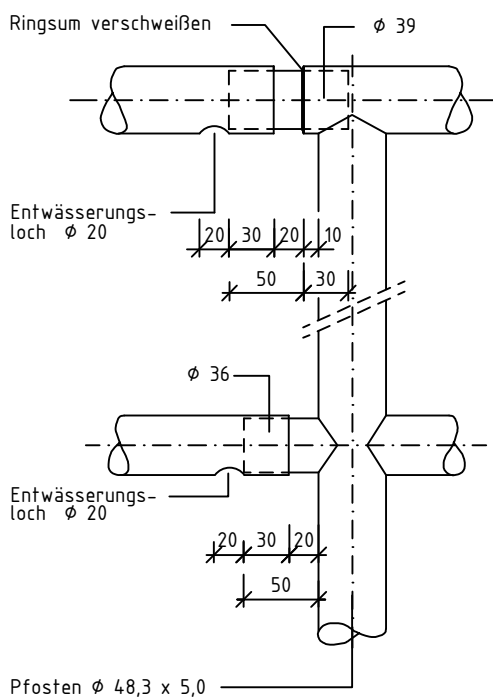 Ringsum verschweißen
Φ 39
Entwässerungs-
loch Φ 20
20 30 20 10
50 30
Φ 36
Entwässerungs-
loch Φ 20
20 30 20
50
Pfosten Φ 48,3 x 5,0